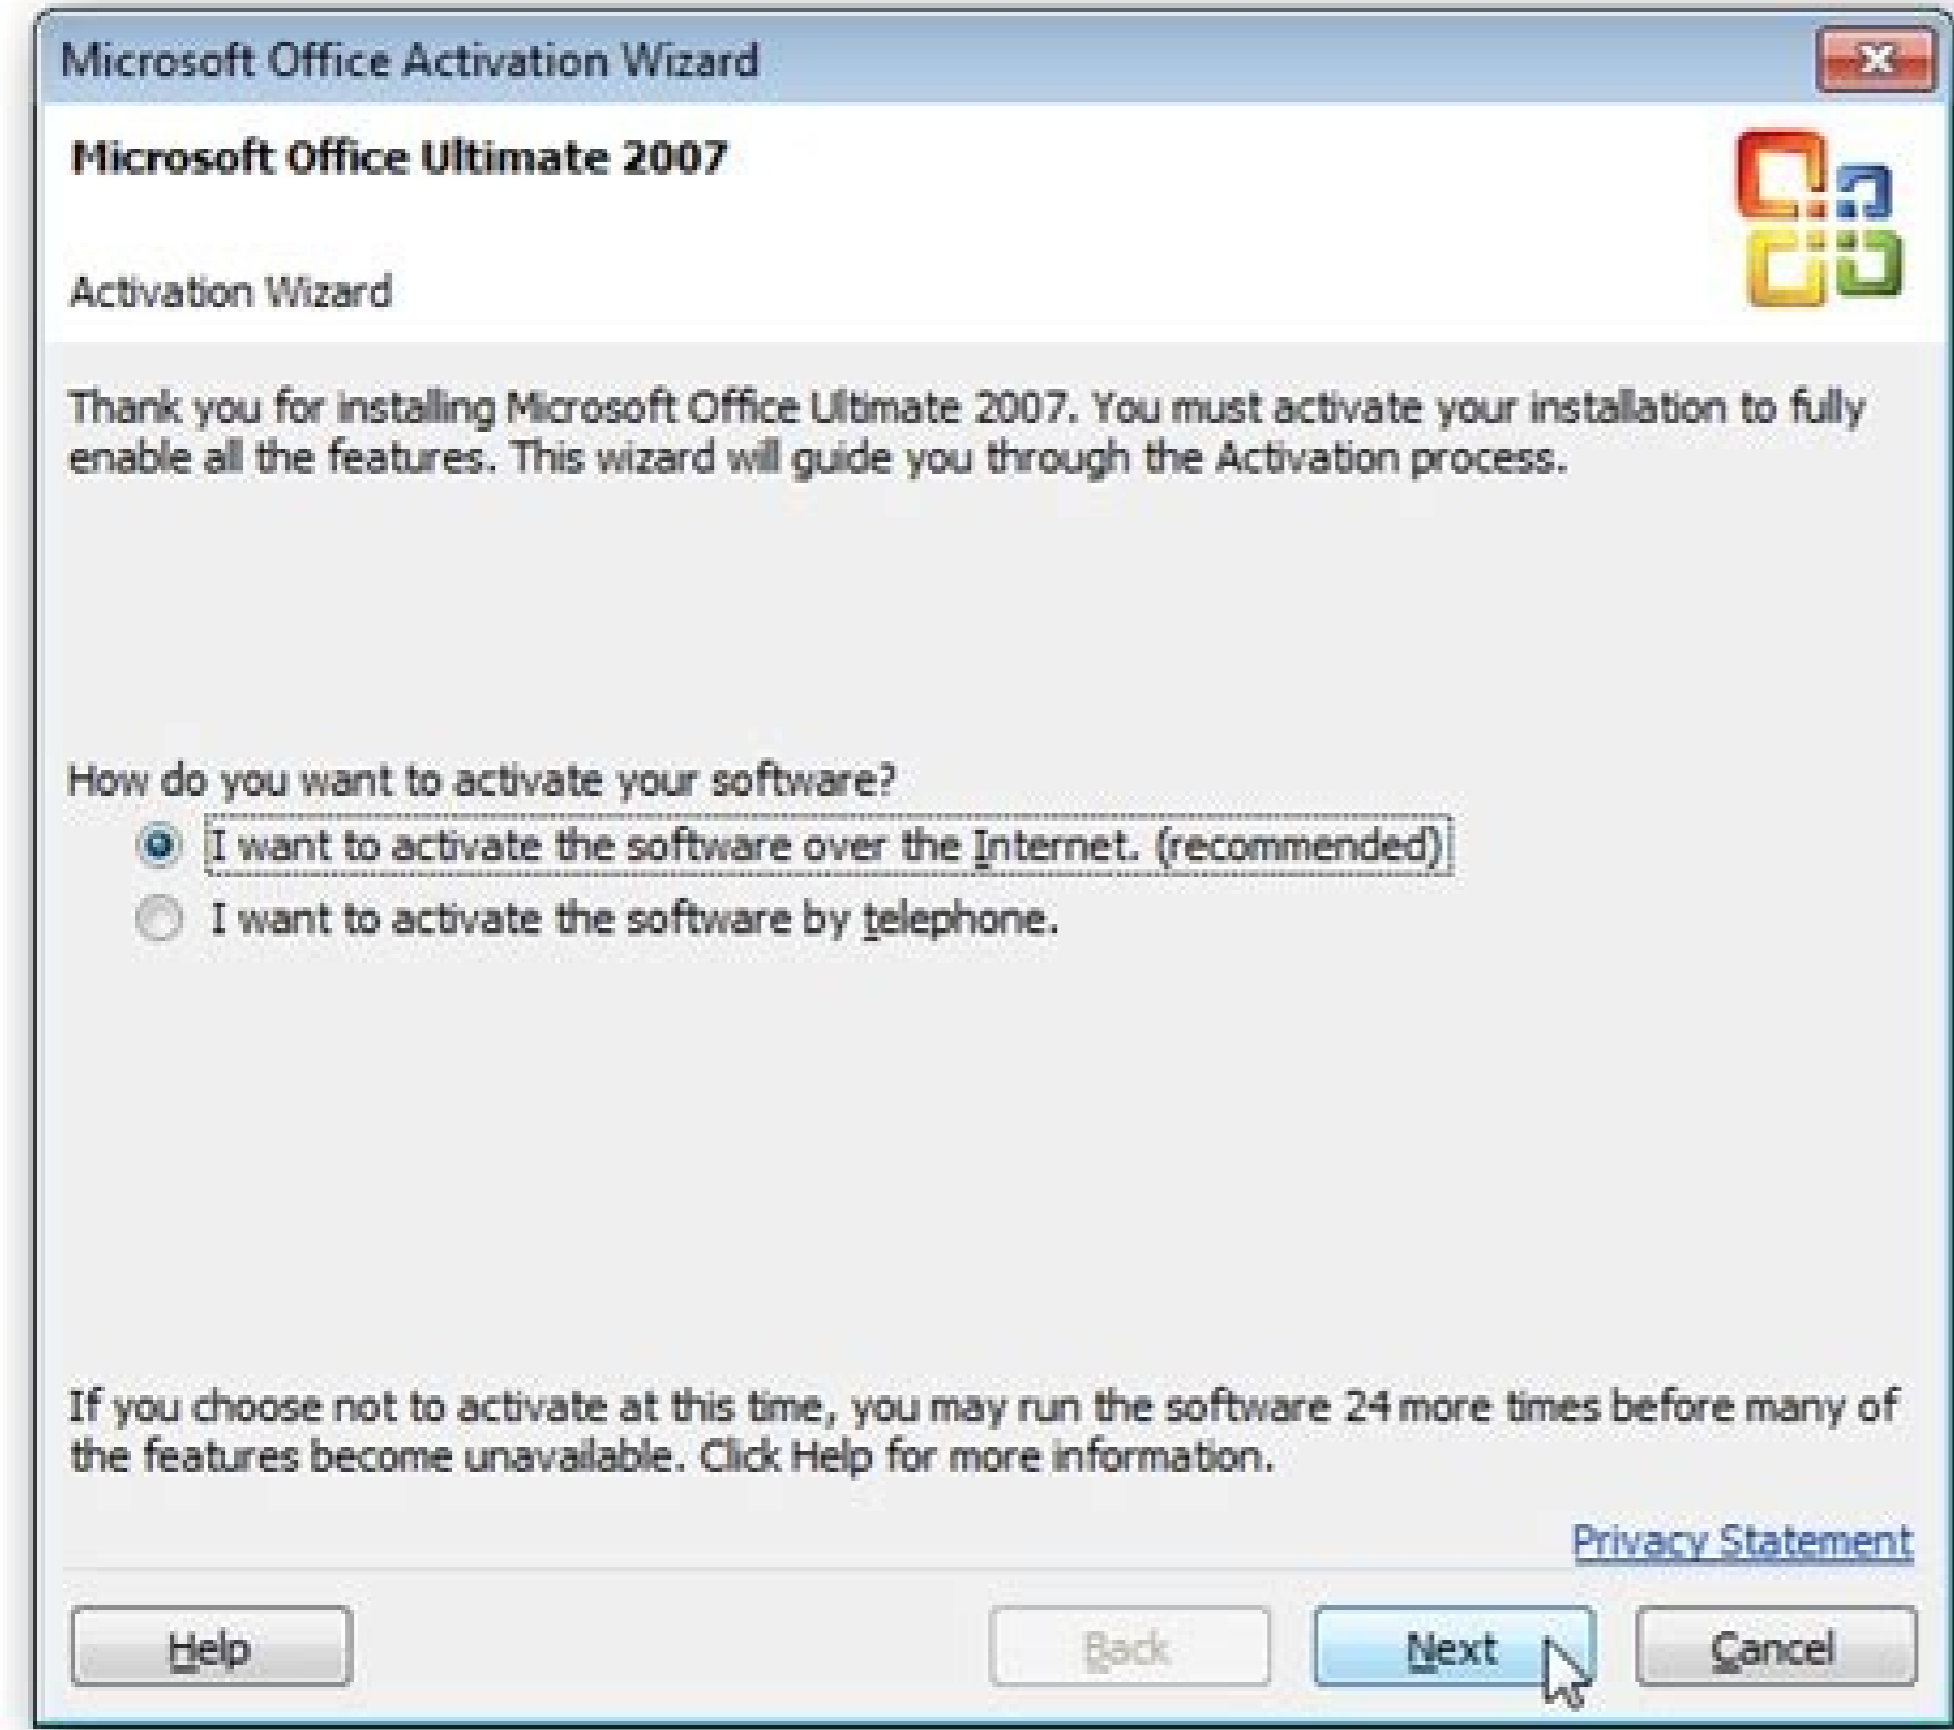 Microsoft Office Activation Wizard
Microsoft Office Ultimate 2007
Activation Wizard
Thank you for installing Microsoft Office Ultimate 2007. You must activate your installation to fully
enable all the features. This wizard will guide you through the Activation process.
How do you want to activate your software?
I want to activate the software over the Internet. (recommended)
I want to activate the software by telephone.
If you choose not to activate at this time, you may run the software 24 more times before many of
the features become unavailable. Click Help for more information.
Privacy Statement
Help Back Next Cancel